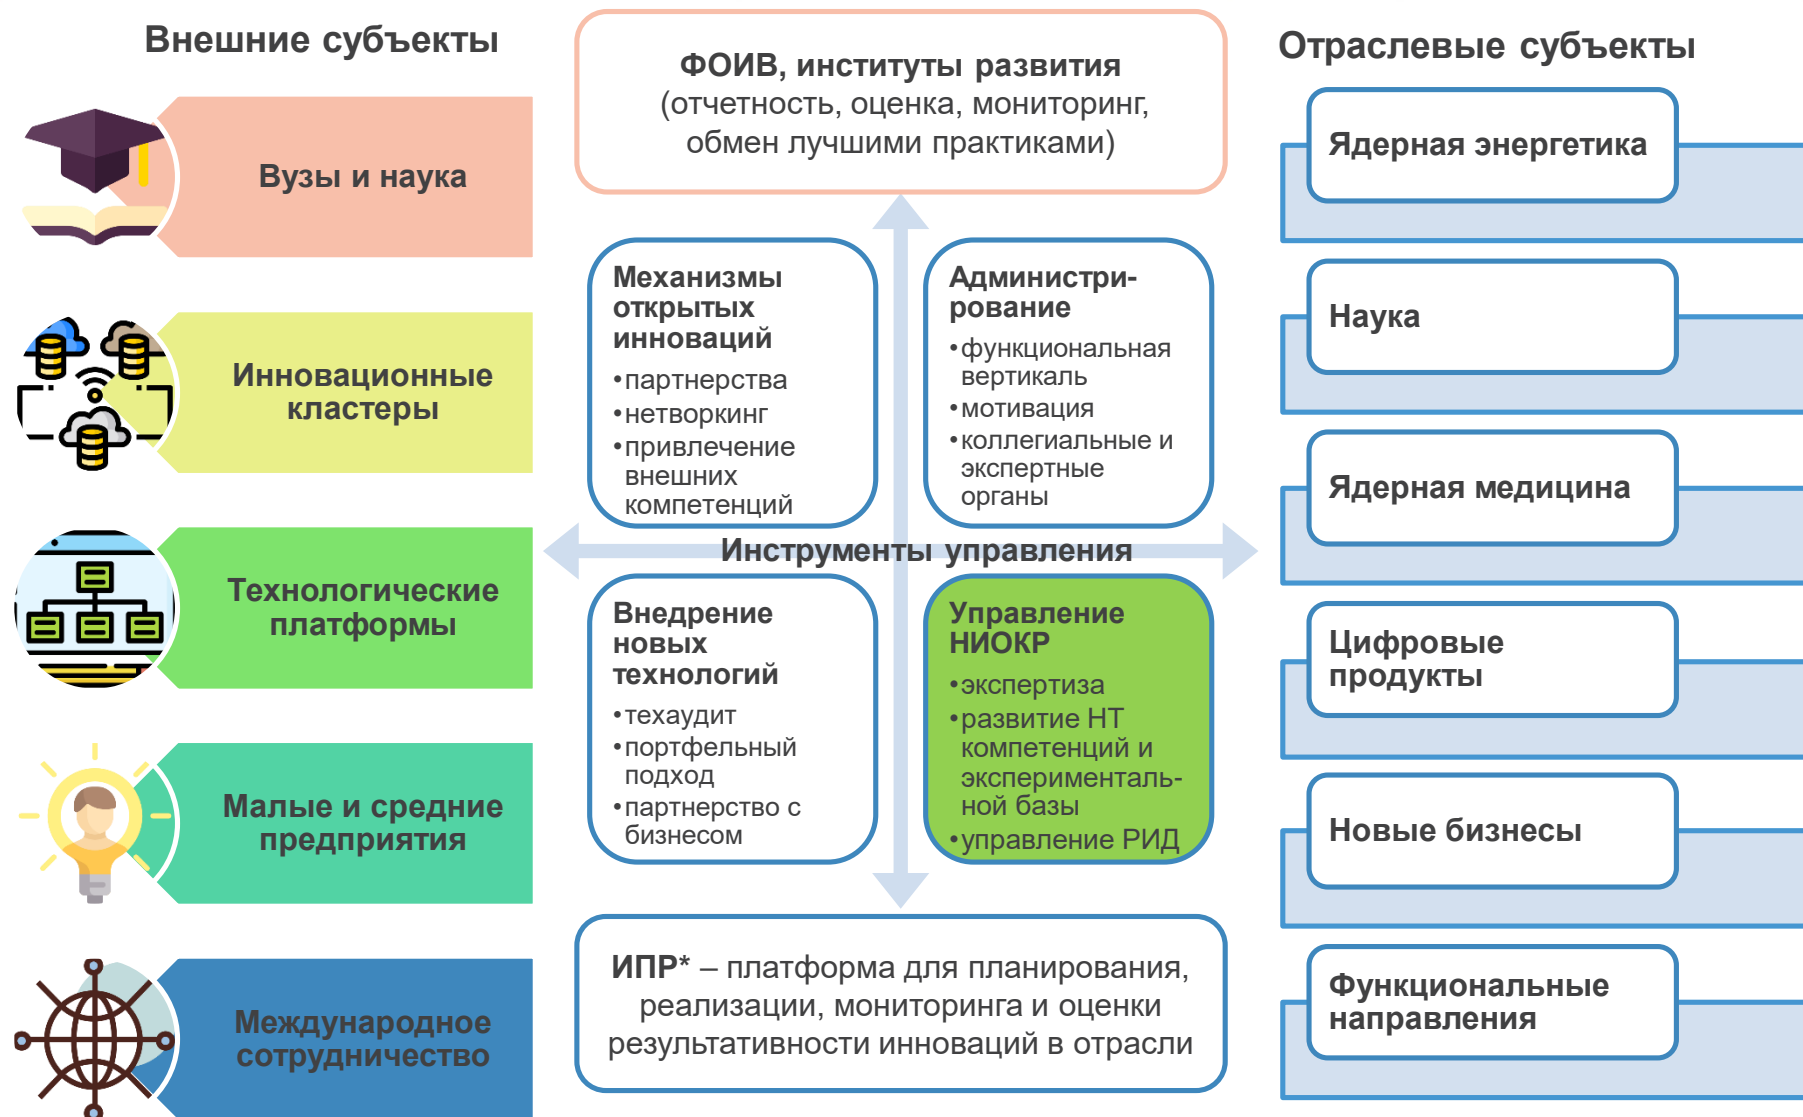 Внешние субъекты
Вузы и наука
Инновационные
кластеры
Технологические
платформы
Малые и средние
предприятия
Международное
сотрудничество
ФОИВ, институты развития
(отчетность, оценка, мониторинг,
обмен лучшими практиками)
Механизмы
открытых
инноваций
•партнерства
•нетворкинг
•привлечение
внешних
компетенций
Администри-
рование
•функциональная
вертикаль
•мотивация
•коллегиальные и
экспертные
органы
Инструменты управления
Внедрение
новых
технологий
•техаудит
•портфельный
подход
•партнерство с
бизнесом
Управление
НИОКР
•экспертиза
•развитие НТ
компетенций и
эксперименталь-
ной базы
•управление РИД
ИПР* – платформа для планирования,
реализации, мониторинга и оценки
результативности инноваций в отрасли
Отраслевые субъекты
Ядерная энергетика
Наука
Ядерная медицина
Цифровые
продукты
Новые бизнесы
Функциональные
направления